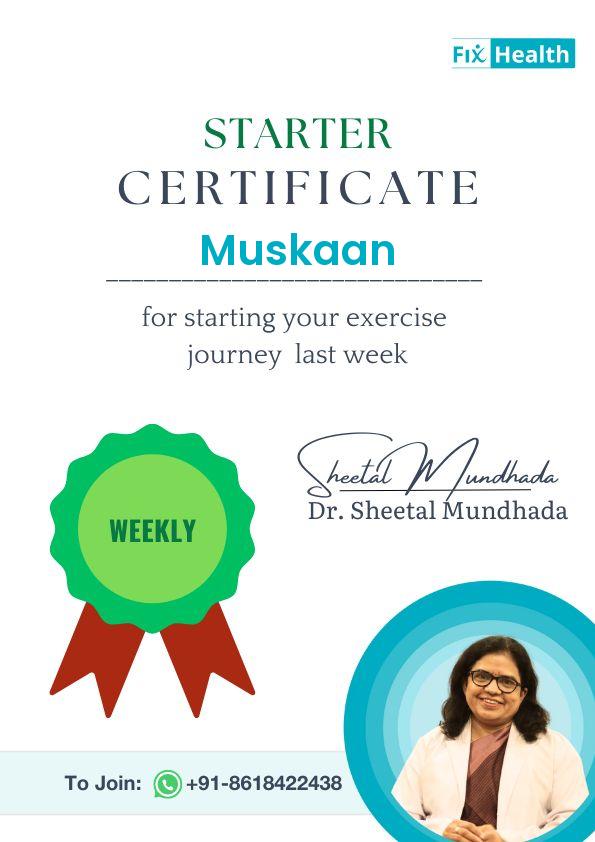 Fix Health
STARTER
CERTIFICATE
Muskaan
for starting your exercise
journey last week
Sheetal Mundhada
Dr. Sheetal Mundhada
WEEKLY
To Join: +91-8618422438